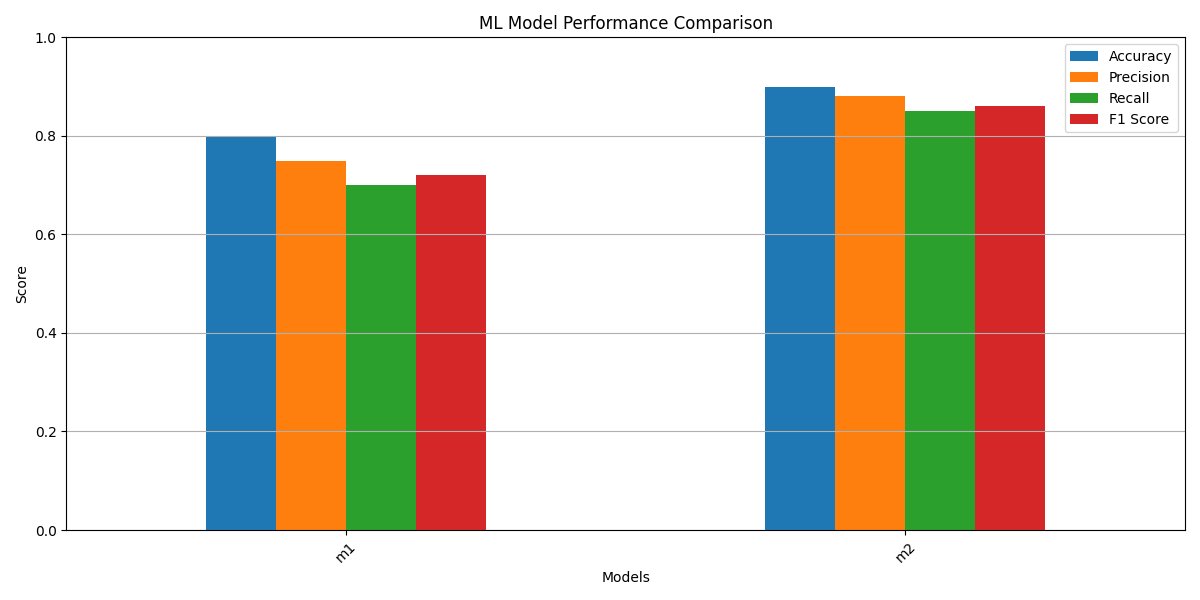 ML Model Performance Comparison
1.0
0.8
0.6
0.4
0.2
0.0
Score
m1
m2
Models
Accuracy
Precision
Recall
F1 Score